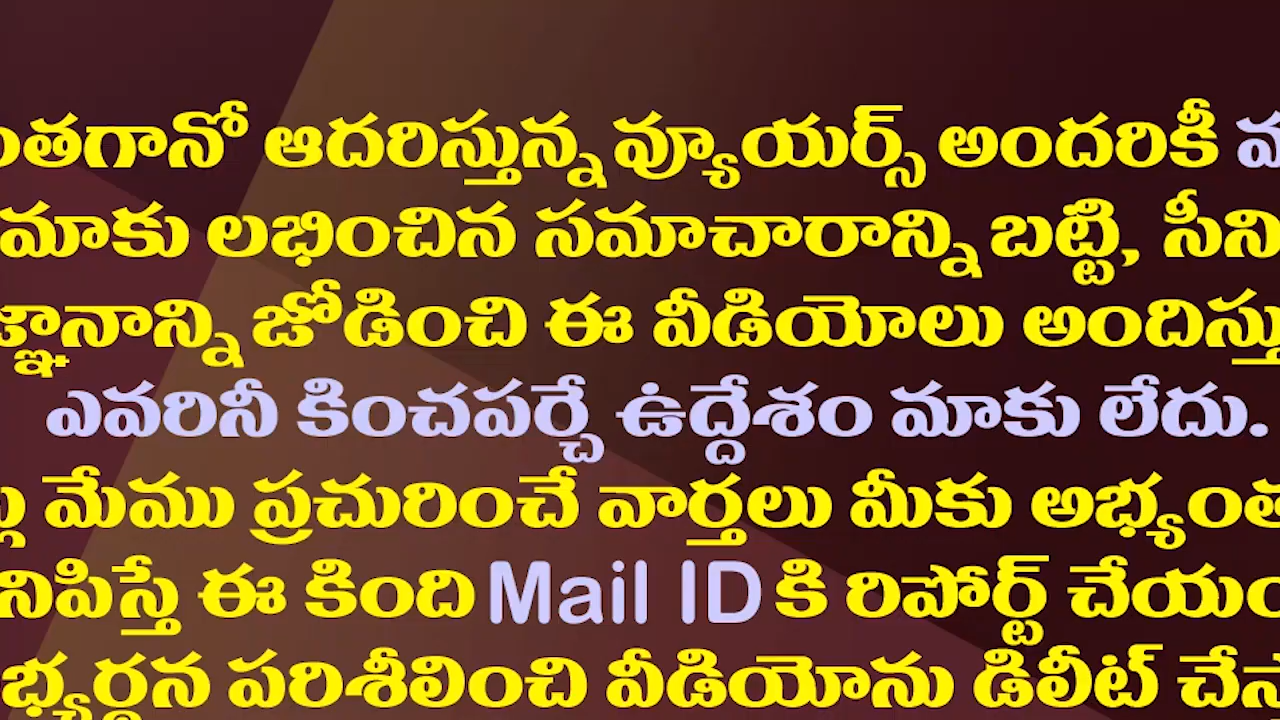 ంతగానో ఆదరిస్తున్న వ్యూయర్స్ అందరికీ
మాకు లభించిన సమాచారాన్ని బట్టి, సీని
జ్ఞానాన్ని జోడించి ఈ వీడియోలు అందిస్తు
ఎవరినీ కించపర్చే ఉద్దేశం మాకు లేదు.
మేము ప్రచురించే వార్తలు మీకు అభ్యంత
నిపిస్తే ఈ కింది Mail ID కి రిపోర్ట్ చేయం
భ్యర్థన పరిశీలించి వీడియోను డిలీట్ చేస